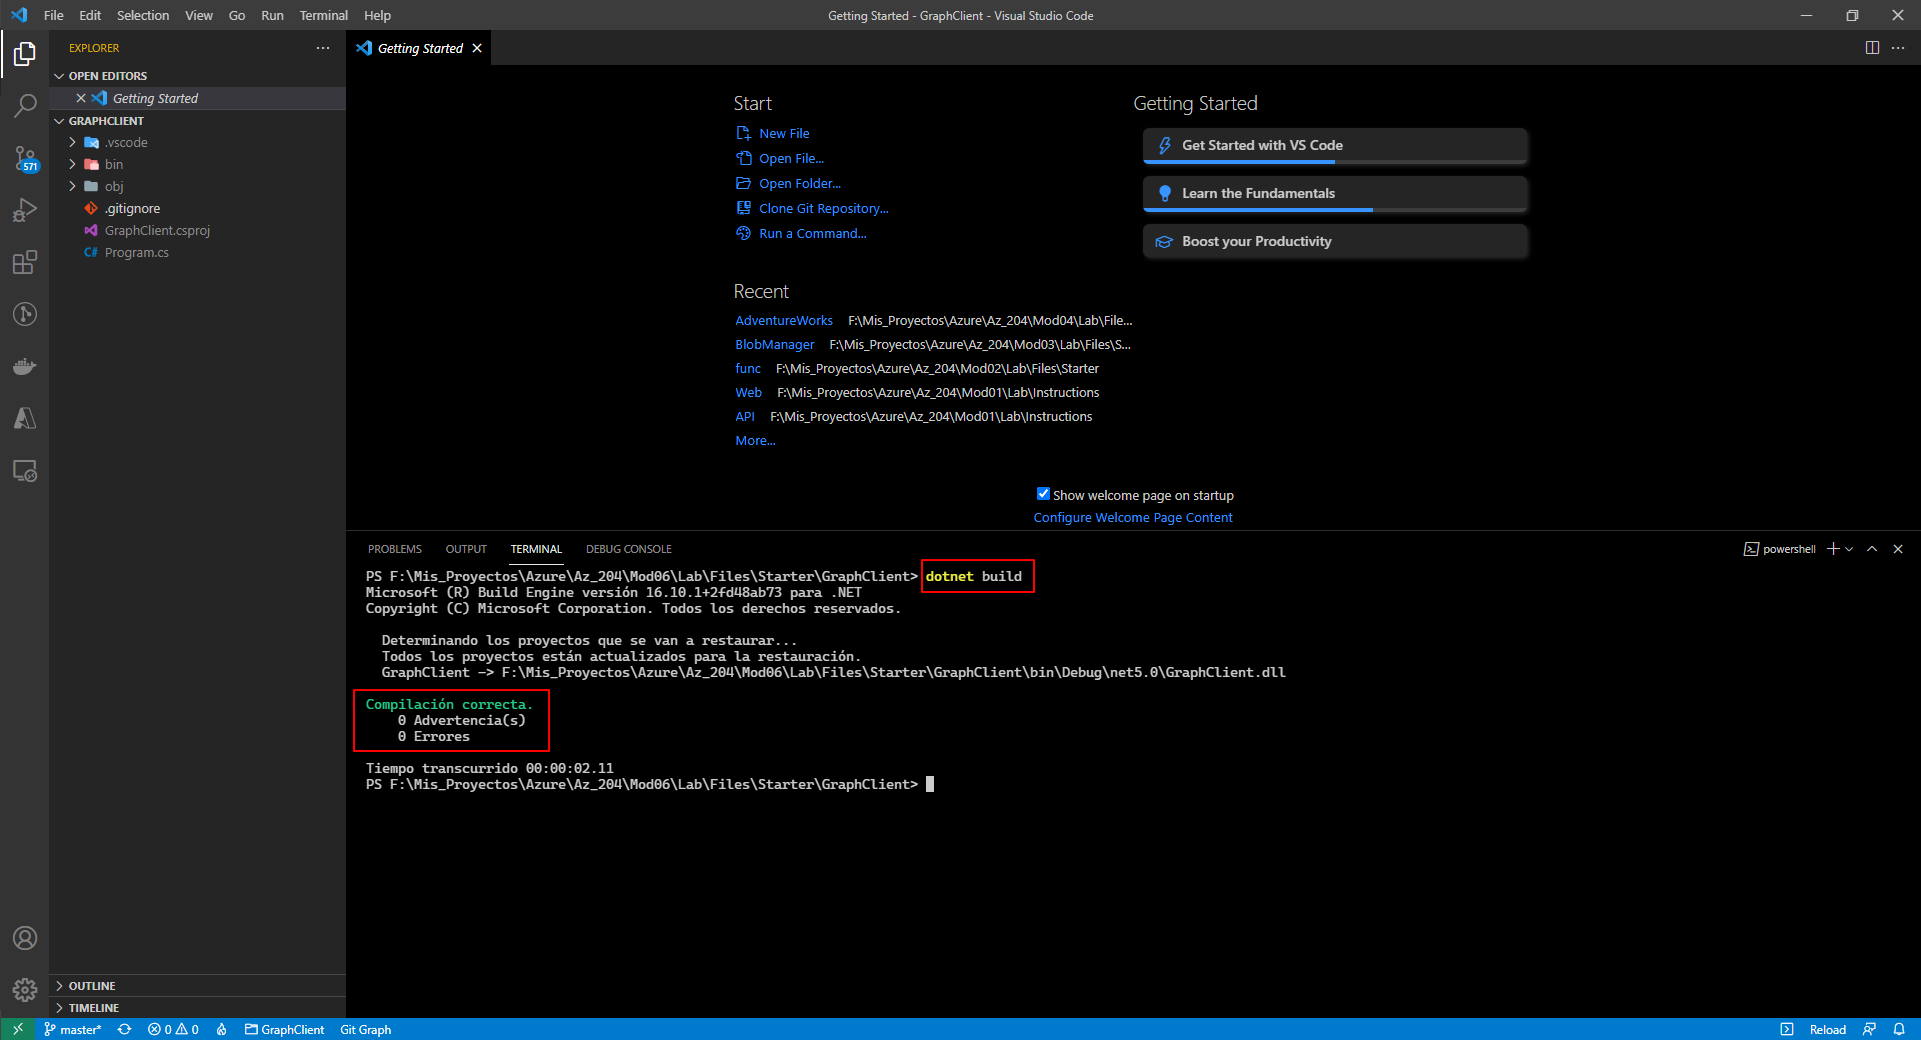 File Edit Selection View Go Run Terminal Help
Getting Started - GraphClient - Visual Studio Code
EXPLORER
OPEN EDITORS
Getting Started
GRAPHCLIENT
.vscode
bin
obj
.gitignore
GraphClient.csproj
Program.cs
571
OUTLINE
TIMELINE
Getting Started
Start
New File
Open File...
Open Folder...
Clone Git Repository...
Run a Command...
Recent
AdventureWorks F:\Mis_Proyectos\Azure\Az_204\Mod04\Lab\File...
BlobManager F:\Mis_Proyectos\Azure\Az_204\Mod03\Lab\Files\S...
func F:\Mis_Proyectos\Azure\Az_204\Mod02\Lab\Files\Starter
Web F:\Mis_Proyectos\Azure\Az_204\Mod01\Lab\Instructions
API F:\Mis_Proyectos\Azure\Az_204\Mod01\Lab\Instructions
More...
Getting Started
Get Started with VS Code
Learn the Fundamentals
Boost your Productivity
Show welcome page on startup
Configure Welcome Page Content
PROBLEMS OUTPUT TERMINAL DEBUG CONSOLE
powershell
PS F:\Mis_Proyectos\Azure\Az_204\Mod06\Lab\Files\Starter\GraphClient> dotnet build
Microsoft (R) Build Engine versión 16.10.1+2fd48ab73 para .NET
Copyright (C) Microsoft Corporation. Todos los derechos reservados.
Determinando los proyectos que se van a restaurar...
Todos los proyectos están actualizados para la restauración.
GraphClient -> F:\Mis_Proyectos\Azure\Az_204\Mod06\Lab\Files\Starter\GraphClient\bin\Debug\net5.0\GraphClient.dll
Compilación correcta.
0 Advertencia(s)
0 Errores
Tiempo transcurrido 00:00:02.11
PS F:\Mis_Proyectos\Azure\Az_204\Mod06\Lab\Files\Starter\GraphClient>
master* 0 0 GraphClient Git Graph
Reload